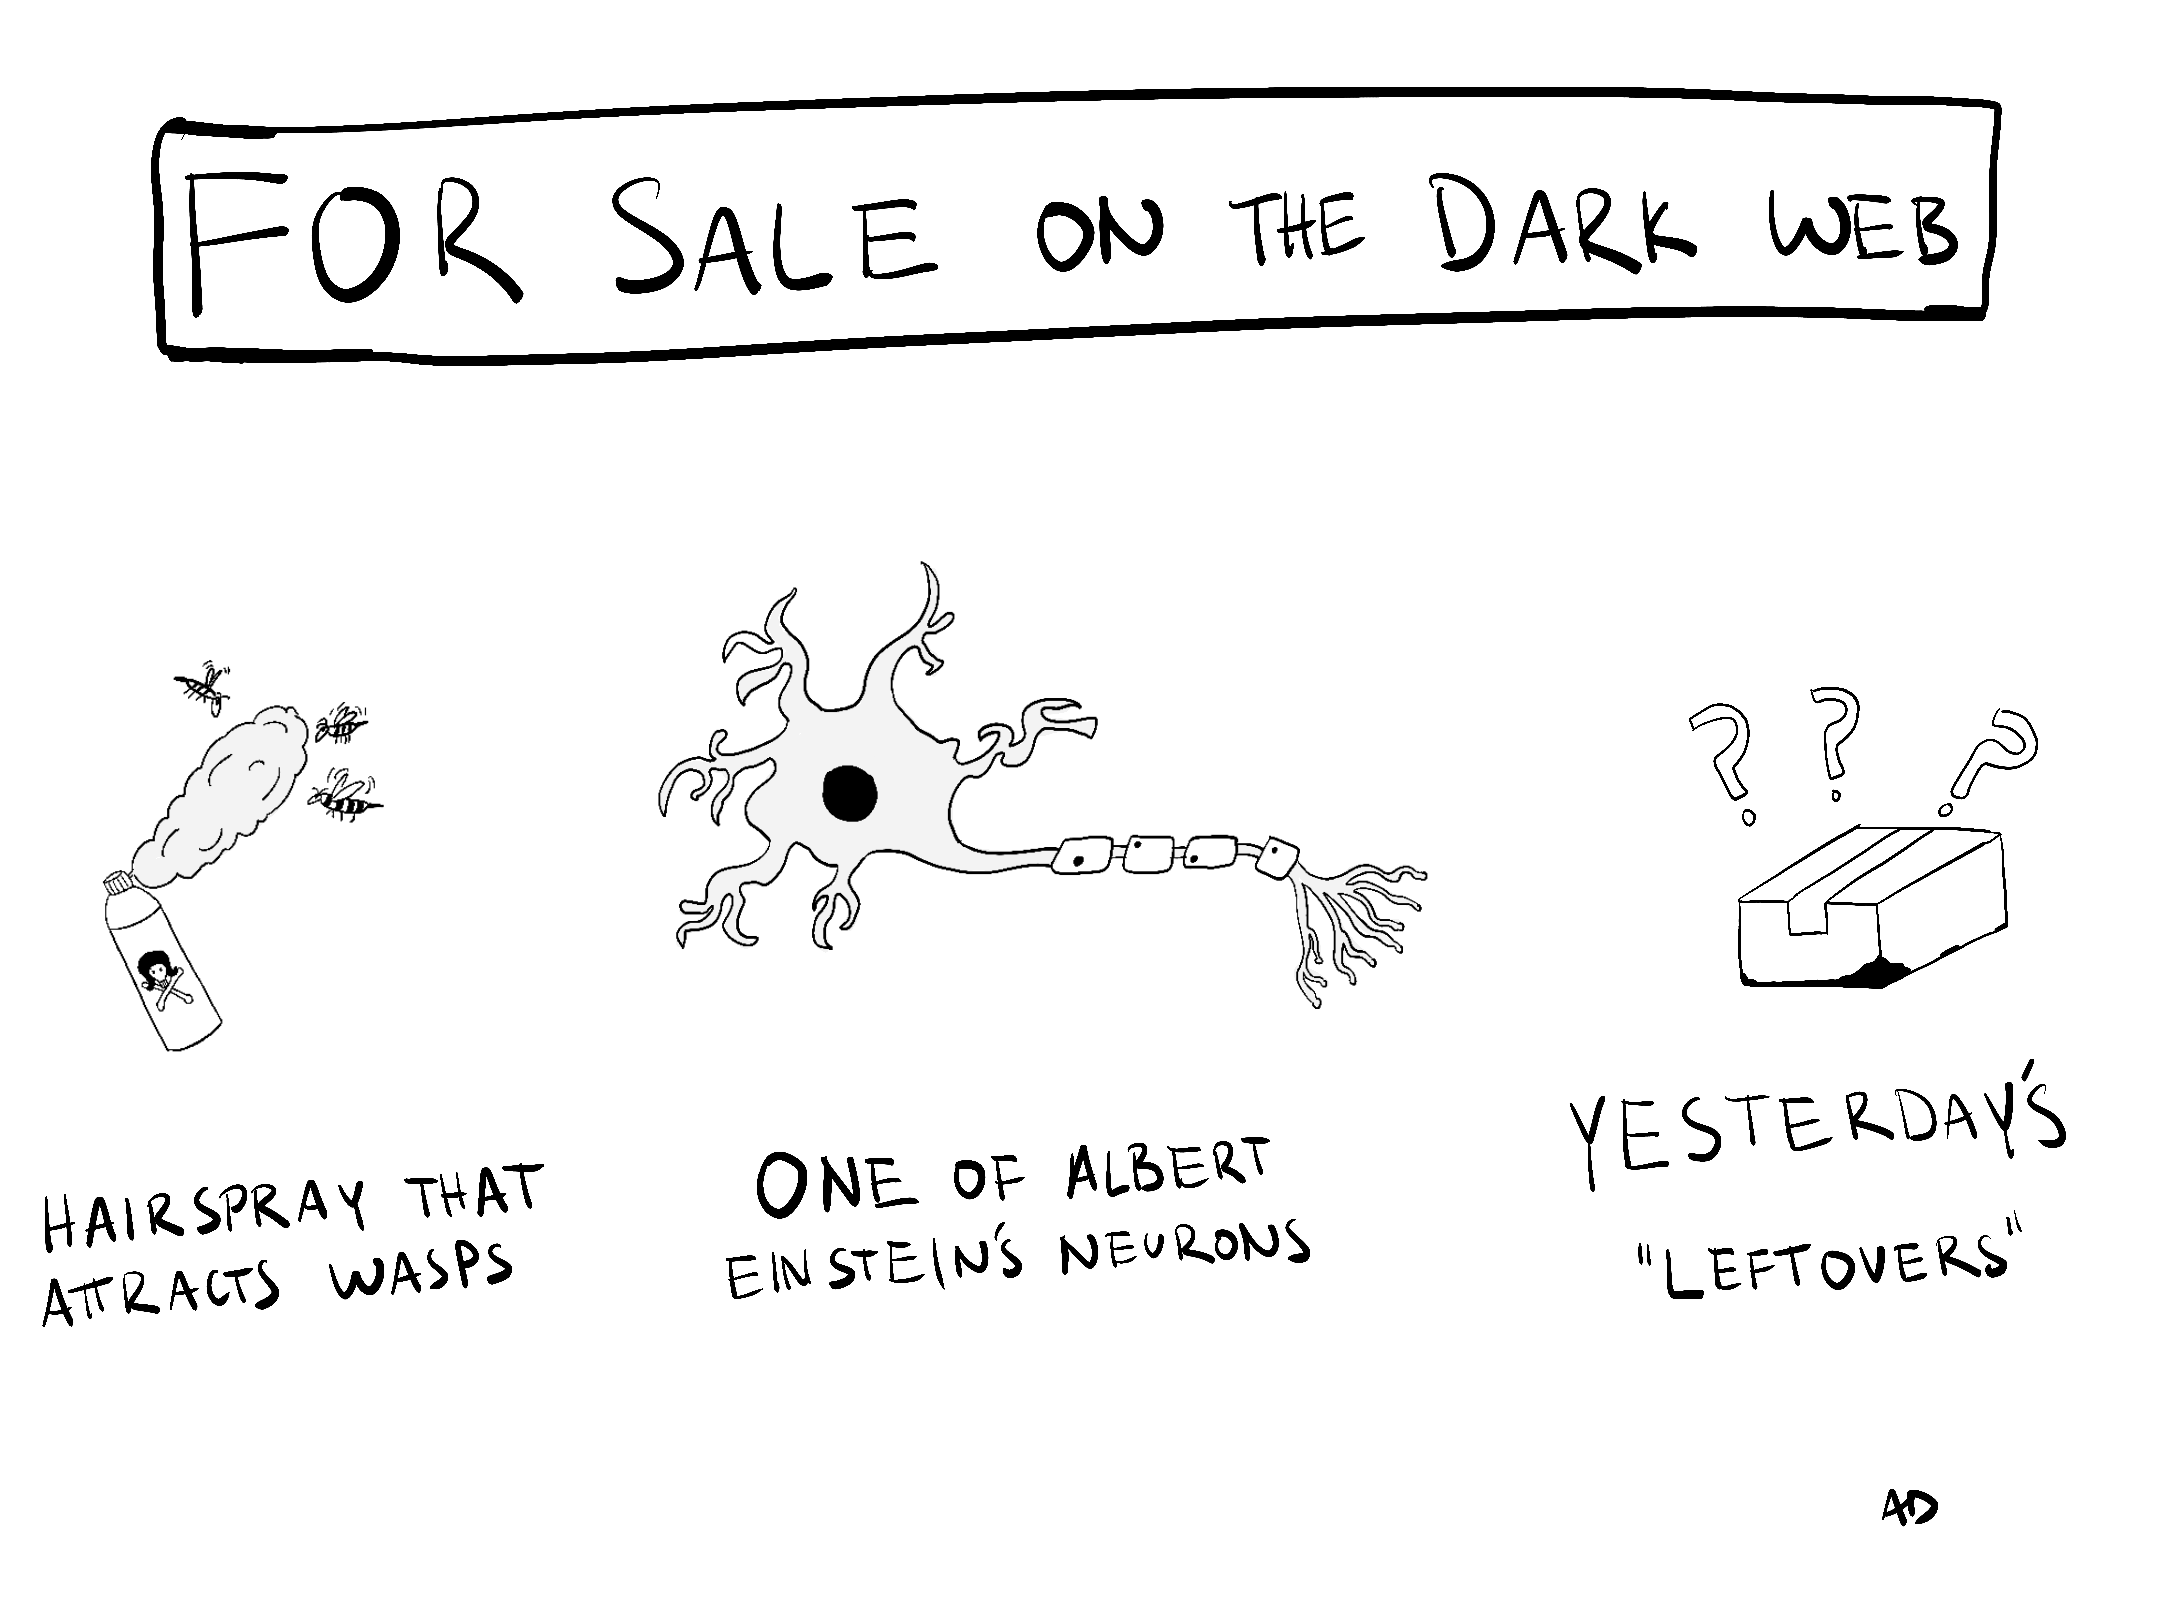 FOR SALE ON THE DARK WEB
? ? ?
HAIRSPRAY THAT
ATTRACTS WASPS
ONE OF ALBERT
EINSTEIN'S NEURONS
YESTERDAY'S
"LEFTOVERS"
AD